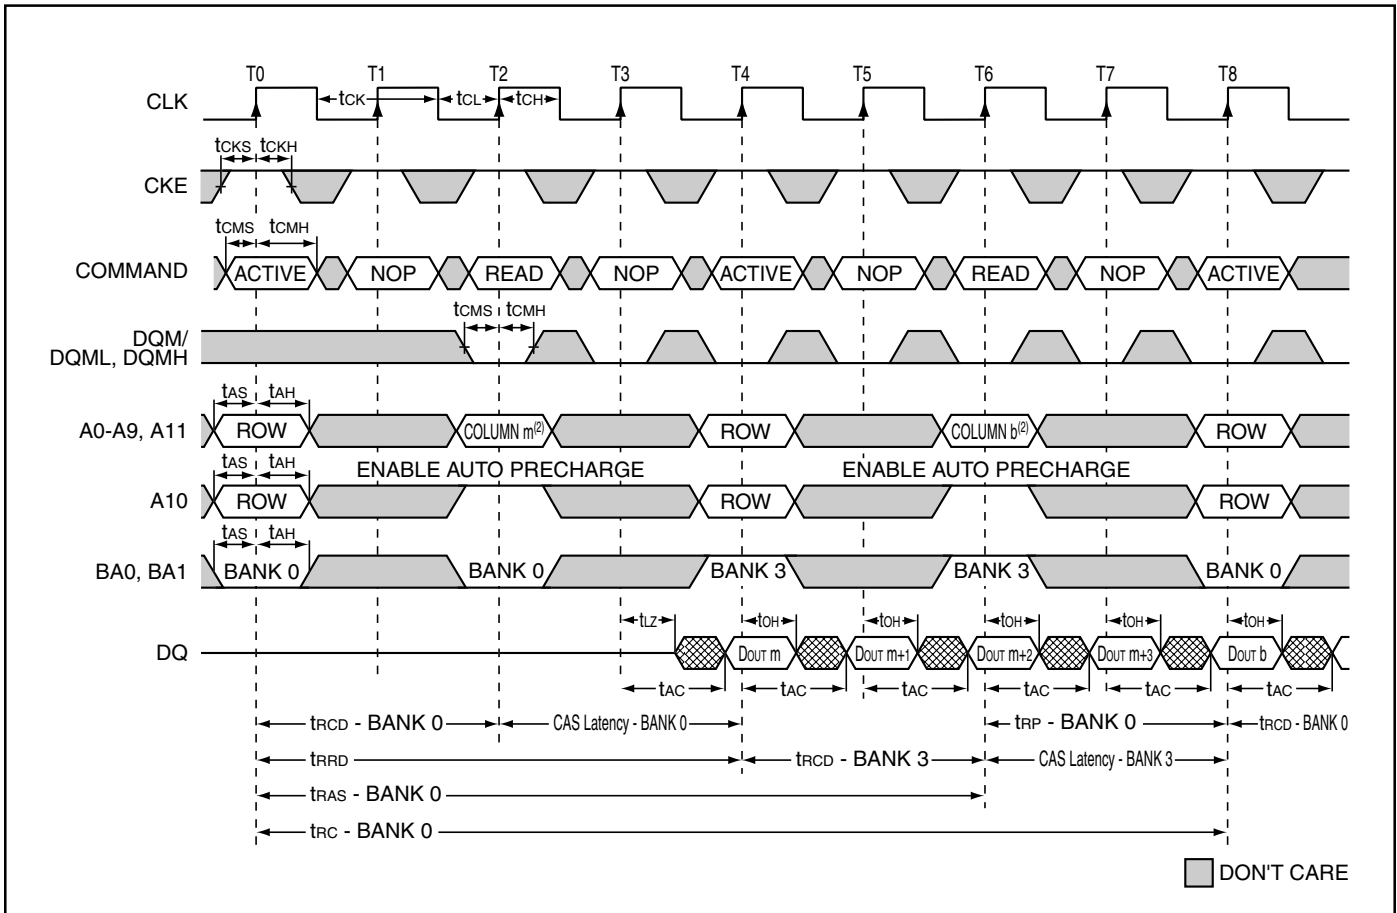 T0 T1 T2 T3 T4 T5 T6 T7 T8
CLK tCK tCL tCH
tCKS tCKH
CKE
tCMS tCMH
COMMAND ACTIVE NOP READ NOP ACTIVE NOP READ NOP ACTIVE
tCMS tCMH
DQM/
DQML, DQMH
tAS tAH
A0-A9, A11 ROW COLUMN m(2) ROW COLUMN b(2) ROW
tAS tAH ENABLE AUTO PRECHARGE ENABLE AUTO PRECHARGE
A10 ROW ROW ROW
tAS tAH
BA0, BA1 BANK 0 BANK 0 BANK 3 BANK 3 BANK 0
tLZ tOH tOH tOH tOH tOH
DQ DOUT m DOUT m+1 DOUT m+2 DOUT m+3 DOUT b
tAC tAC tAC tAC tAC tAC
tRCD - BANK 0 CAS Latency - BANK 0 tRP - BANK 0 tRCD - BANK 0
tRRD tRCD - BANK 3 CAS Latency - BANK 3
tRAS - BANK 0
tRC - BANK 0
DON'T CARE